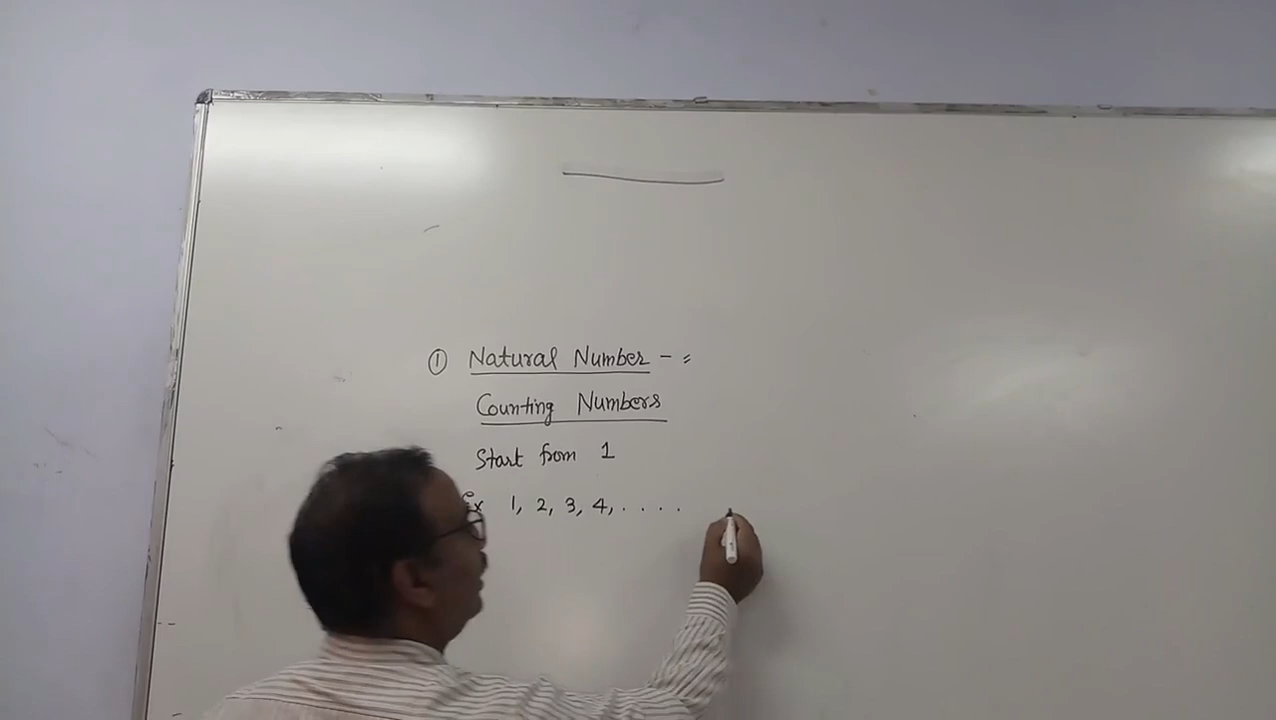 ① Natural Number - =
Counting Numbers
Start from 1
Ex 1, 2, 3, 4, . . . .